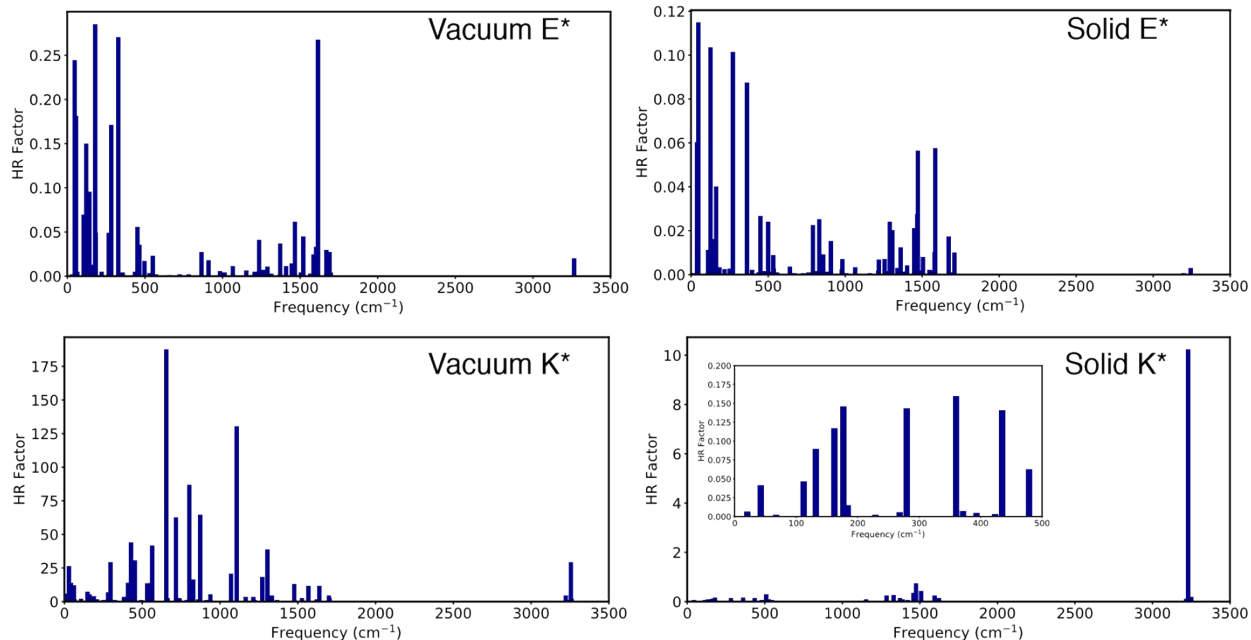 Vacuum E*
0.25
0.20
0.15
0.10
0.05
0.00
HR Factor
0 500 1000 1500 2000 2500 3000 3500
Frequency (cm⁻¹)
Solid E*
0.12
0.10
0.08
0.06
0.04
0.02
0.00
HR Factor
0 500 1000 1500 2000 2500 3000 3500
Frequency (cm⁻¹)
Vacuum K*
175
150
125
100
75
50
25
0
HR Factor
0 500 1000 1500 2000 2500 3000 3500
Frequency (cm⁻¹)
Solid K*
10
8
6
4
2
0
HR Factor
0 500 1000 1500 2000 2500 3000 3500
Frequency (cm⁻¹)
0.200
0.175
0.150
0.125
0.100
0.075
0.050
0.025
0.000
HR Factor
0 100 200 300 400 500
Frequency (cm⁻¹)